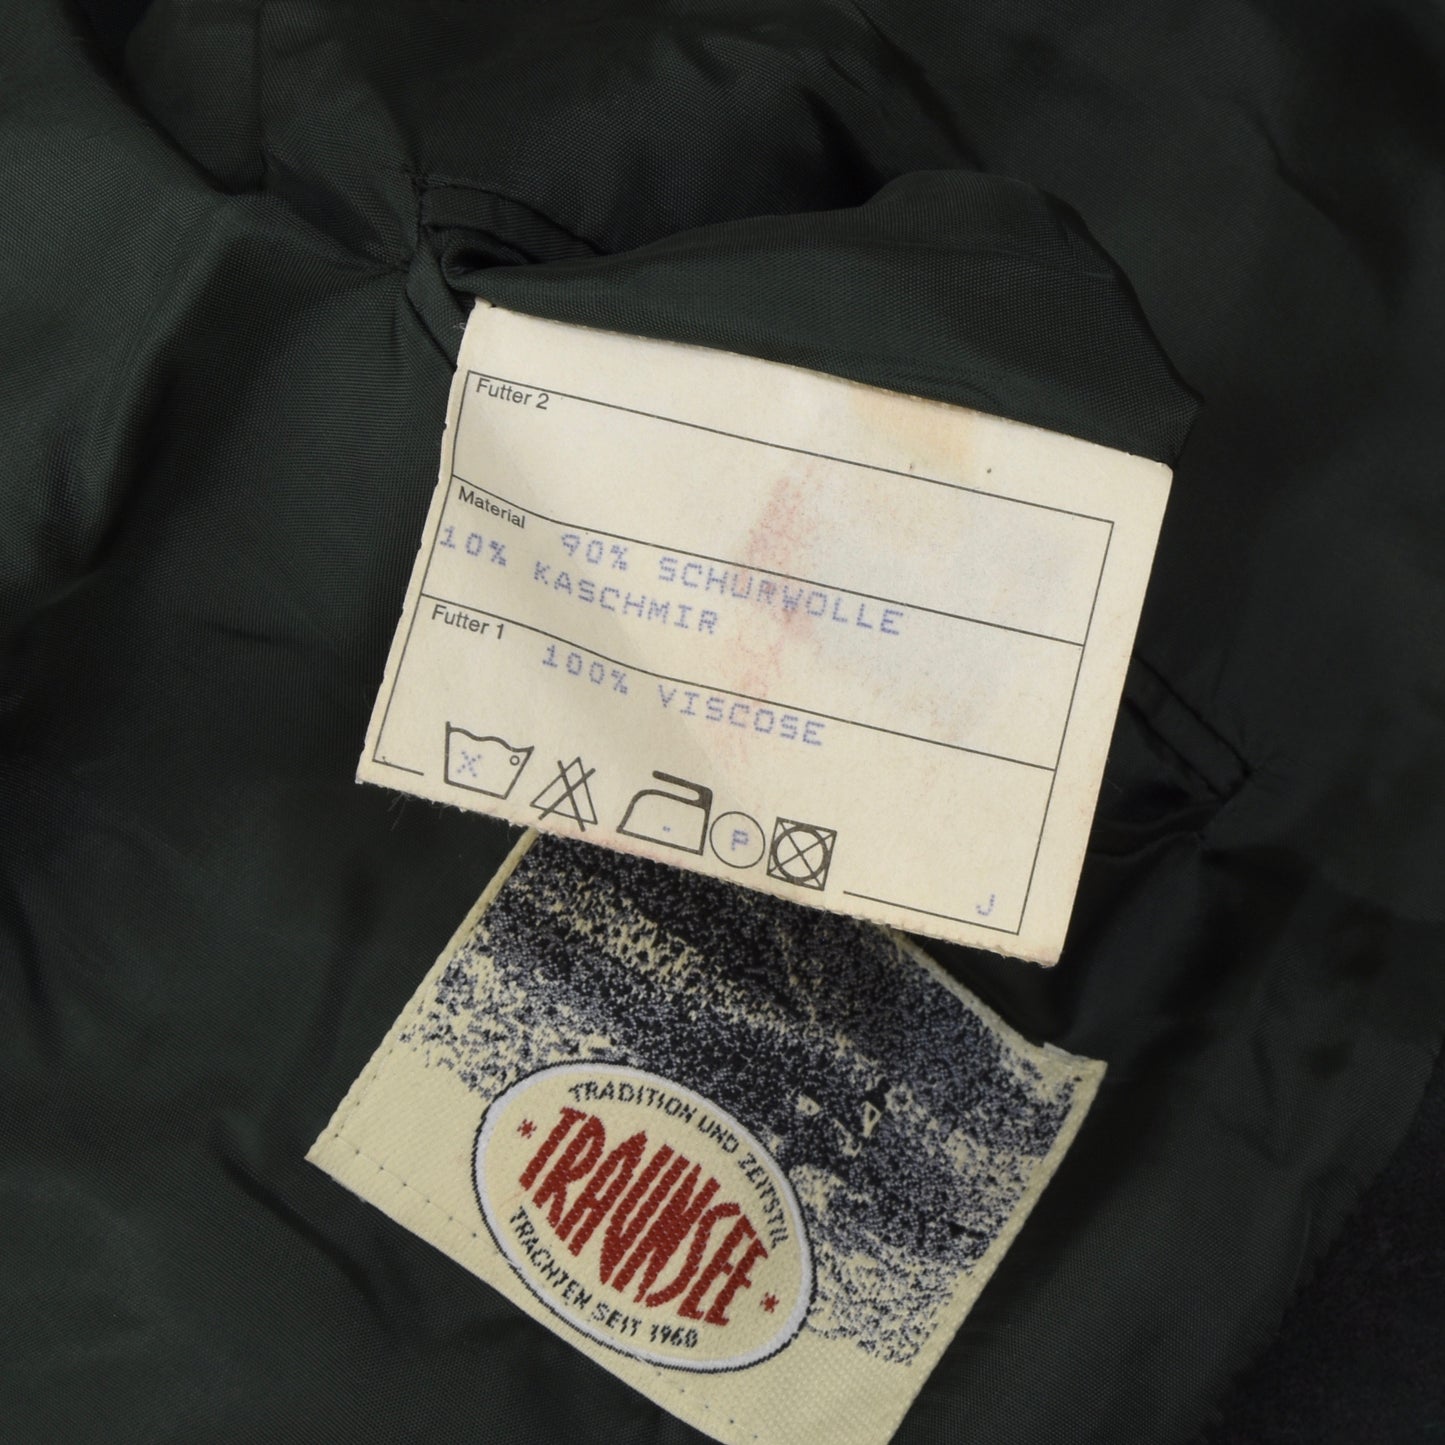 Futter 2
Material
90% SCHURWOLLE
10% KASCHMIR
Futter 1
100% VISCOSE
X
P
J
TRADITION UND ZEITSTIL
* TRAUNSEE *
TRACHTEN SEIT 1960